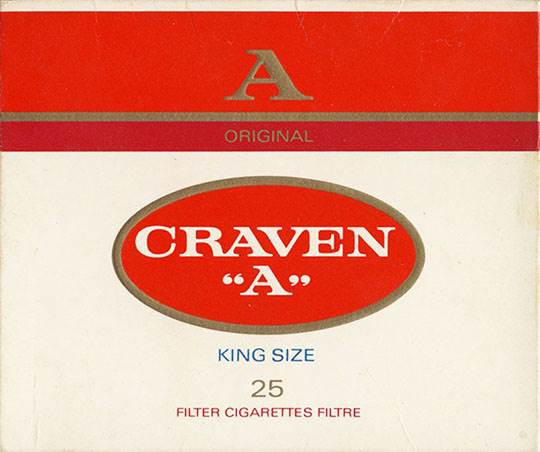 A
ORIGINAL
CRAVEN
“A”
KING SIZE
25
FILTER CIGARETTES FILTRE